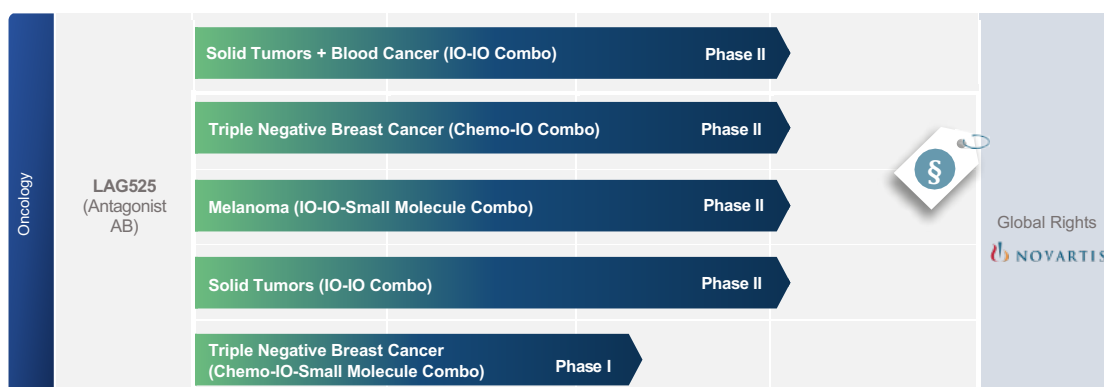 Oncology
LAG525
(Antagonist
AB)
Solid Tumors + Blood Cancer (IO-IO Combo)
Phase II
Triple Negative Breast Cancer (Chemo-IO Combo)
Phase II
Melanoma (IO-IO-Small Molecule Combo)
Phase II
Solid Tumors (IO-IO Combo)
Phase II
Triple Negative Breast Cancer
(Chemo-IO-Small Molecule Combo)
Phase I
§
Global Rights
NOVARTIS